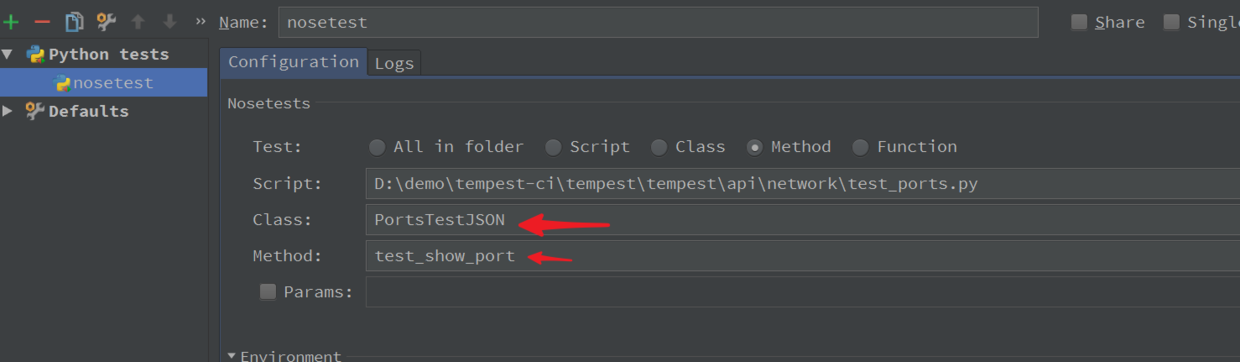 Name: nosetest Share Single
Python tests
nosetest
Defaults
Configuration Logs
Nosetests
Test: All in folder Script Class Method Function
Script: D:\demo\tempest-ci\tempest\tempest\api\network\test_ports.py
Class: PortsTestJSON
Method: test_show_port
Params:
Environment